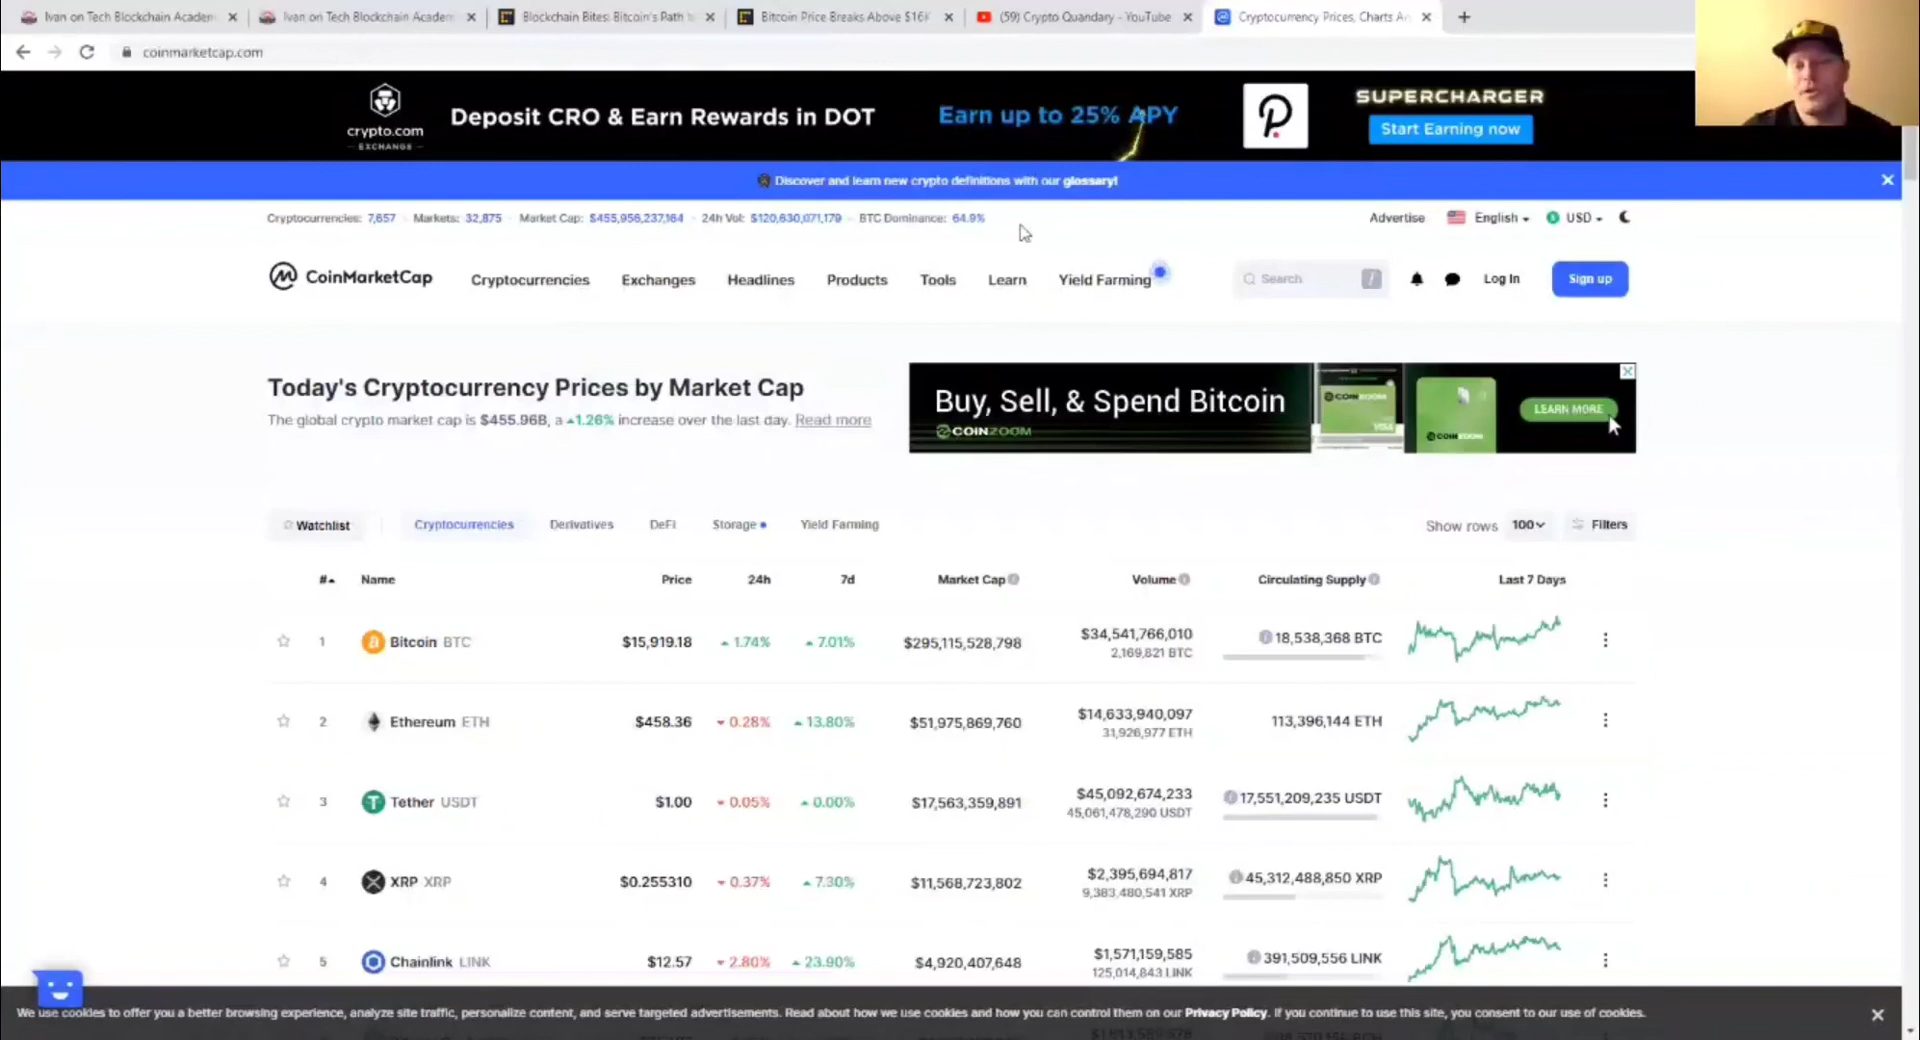 Ivan on Tech Blockchain Academ
Ivan on Tech Blockchain Academ
Blockchain Bites: Bitcoin's Path t
Bitcoin Price Breaks Above $16K
(59) Crypto Quandary - YouTube
Cryptocurrency Prices, Charts A
coinmarketcap.com
crypto.com
EXCHANGE
Deposit CRO & Earn Rewards in DOT
Earn up to 25% APY
SUPERCHARGER
Start Earning now
Discover and learn new crypto definitions with our glossary!
Cryptocurrencies: 7,657 Markets: 32,875 Market Cap: $455,956,237,164 24h Vol: $120,630,071,179 BTC Dominance: 64.9%
Advertise English USD
CoinMarketCap Cryptocurrencies Exchanges Headlines Products Tools Learn Yield Farming Search / Log In Sign up
Today's Cryptocurrency Prices by Market Cap
The global crypto market cap is $455.96B, a 1.26% increase over the last day. Read more
Buy, Sell, & Spend Bitcoin
COINZOOM
COINZOOM
VISA
COINZOOM
LEARN MORE
Watchlist Cryptocurrencies Derivatives DeFi Storage Yield Farming Show rows 100 Filters
# Name Price 24h 7d Market Cap Volume Circulating Supply Last 7 Days
1 Bitcoin BTC $15,919.18 1.74% 7.01% $295,115,528,798 $34,541,766,010 18,538,368 BTC
2,169,821 BTC
2 Ethereum ETH $458.36 0.28% 13.80% $51,975,869,760 $14,633,940,097 113,396,144 ETH
31,926,977 ETH
3 Tether USDT $1.00 0.05% 0.00% $17,563,359,891 $45,092,674,233 17,551,209,235 USDT
45,061,478,290 USDT
4 XRP XRP $0.255310 0.37% 7.30% $11,568,723,802 $2,395,694,817 45,312,488,850 XRP
9,383,480,541 XRP
5 Chainlink LINK $12.57 2.80% 23.90% $4,920,407,648 $1,571,159,585 391,509,556 LINK
125,014,843 LINK
We use cookies to offer you a better browsing experience, analyze site traffic, personalize content, and serve targeted advertisements. Read about how we use cookies and how you can control them on our Privacy Policy. If you continue to use this site, you consent to our use of cookies.